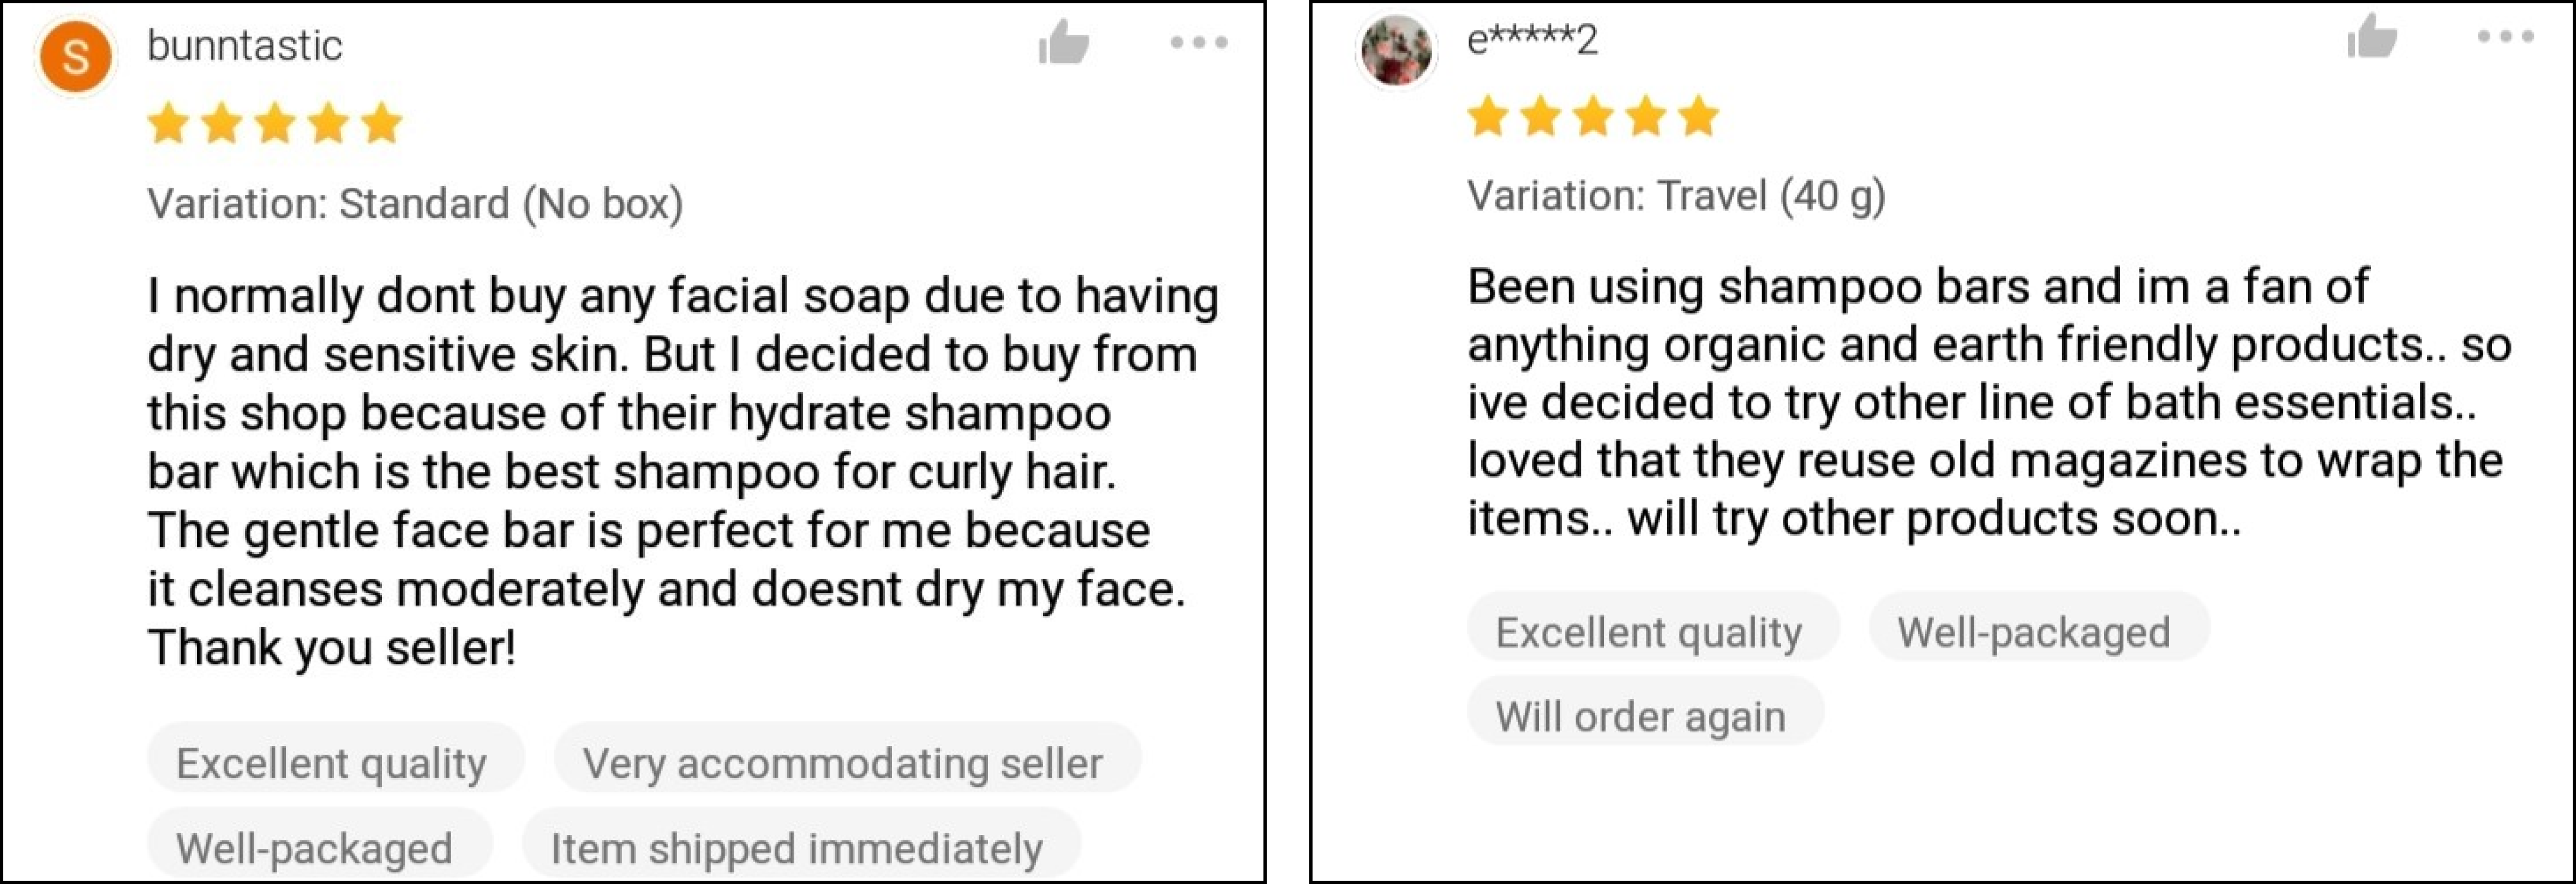 S
bunntastic
Variation: Standard (No box)
I normally dont buy any facial soap due to having
dry and sensitive skin. But I decided to buy from
this shop because of their hydrate shampoo
bar which is the best shampoo for curly hair.
The gentle face bar is perfect for me because
it cleanses moderately and doesnt dry my face.
Thank you seller!
Excellent quality
Very accommodating seller
Well-packaged
Item shipped immediately
e*****2
Variation: Travel (40 g)
Been using shampoo bars and im a fan of
anything organic and earth friendly products.. so
ive decided to try other line of bath essentials..
loved that they reuse old magazines to wrap the
items.. will try other products soon..
Excellent quality
Well-packaged
Will order again